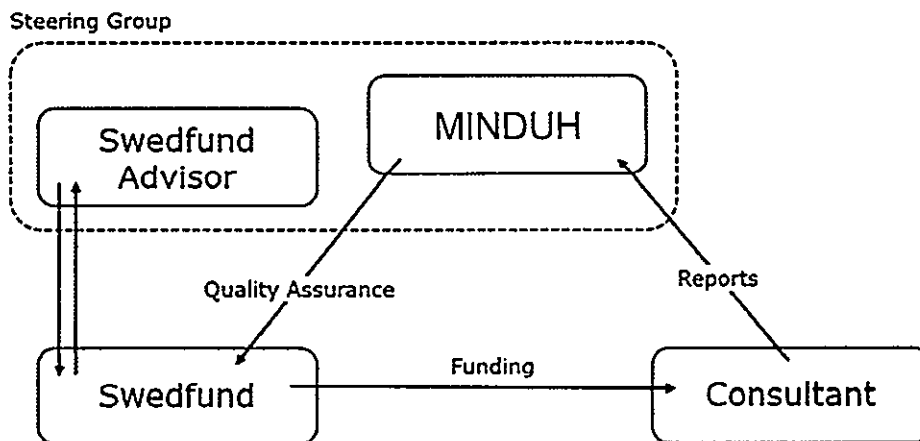 Steering Group
MINDUH
Swedfund
Advisor
Quality Assurance
Reports
Funding
Swedfund
Consultant